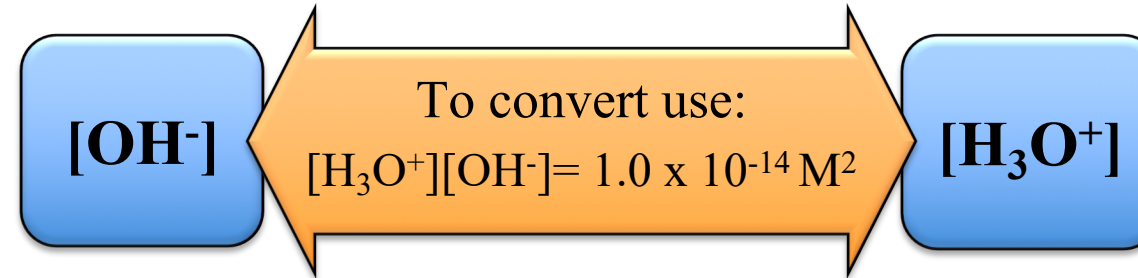 [OH⁻]
To convert use:
[H₃O⁺][OH⁻]= 1.0 x 10⁻¹⁴ M²
[H₃O⁺]